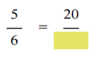 5/6 = 20/